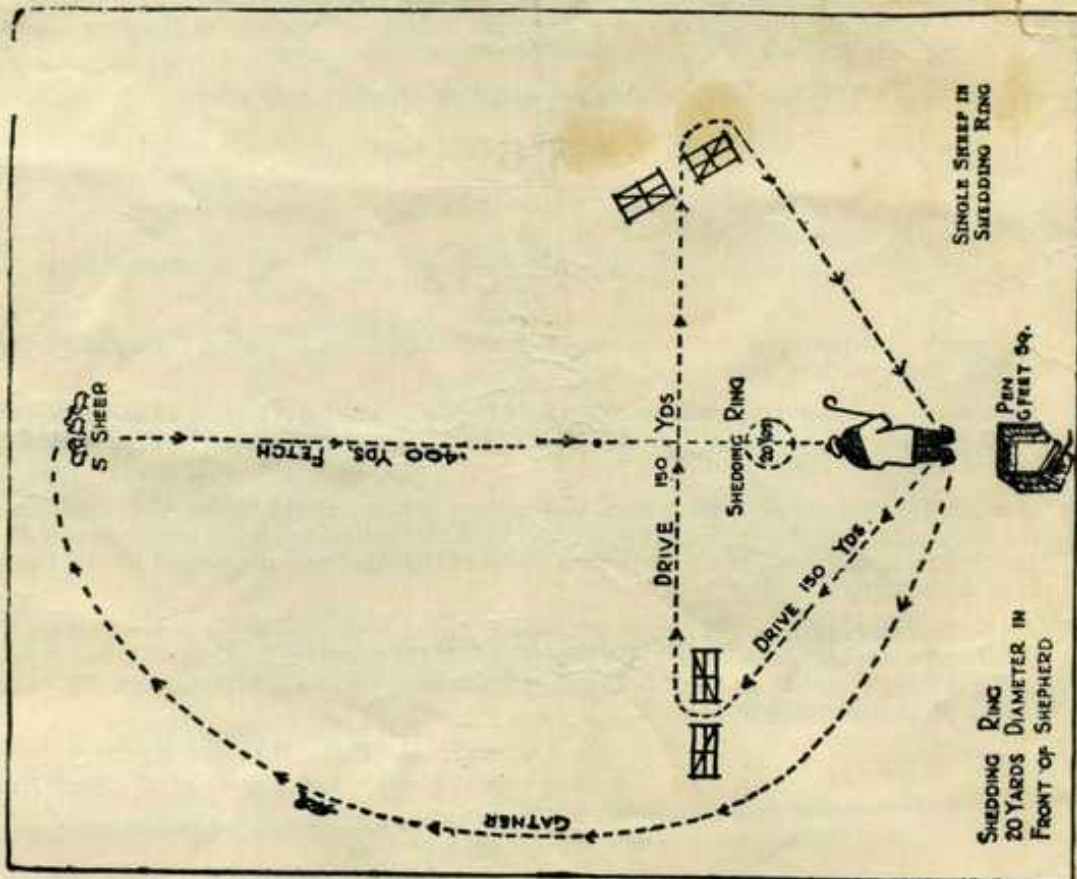 5 SHEEP
400 YDS. FETCH
GATHER
DRIVE 150 YDS
SHEDDING RING
20 YDS
DRIVE 150 YDS.
PEN
6 FEET SQ.
SINGLE SHEEP IN
SHEDDING RING
SHEDDING RING
20 YARDS DIAMETER IN
FRONT OF SHEPHERD